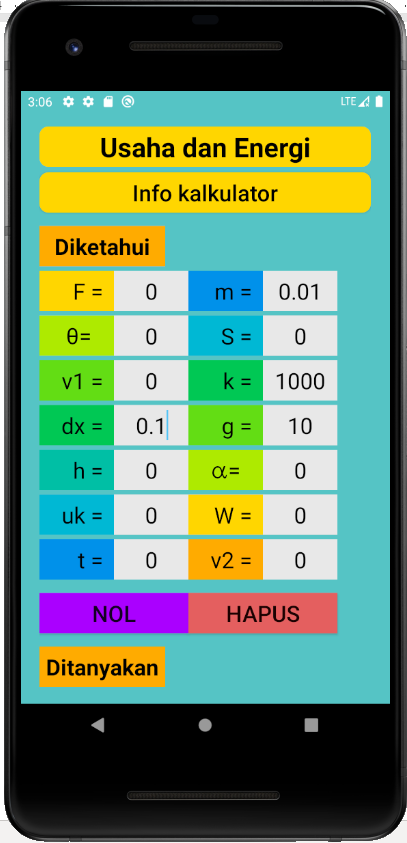 3:06 LTE
Usaha dan Energi
Info kalkulator
Diketahui
F = 0 m = 0.01
θ= 0 S = 0
v1 = 0 k = 1000
dx = 0.1 g = 10
h = 0 α= 0
uk = 0 W = 0
t = 0 v2 = 0
NOL HAPUS
Ditanyakan